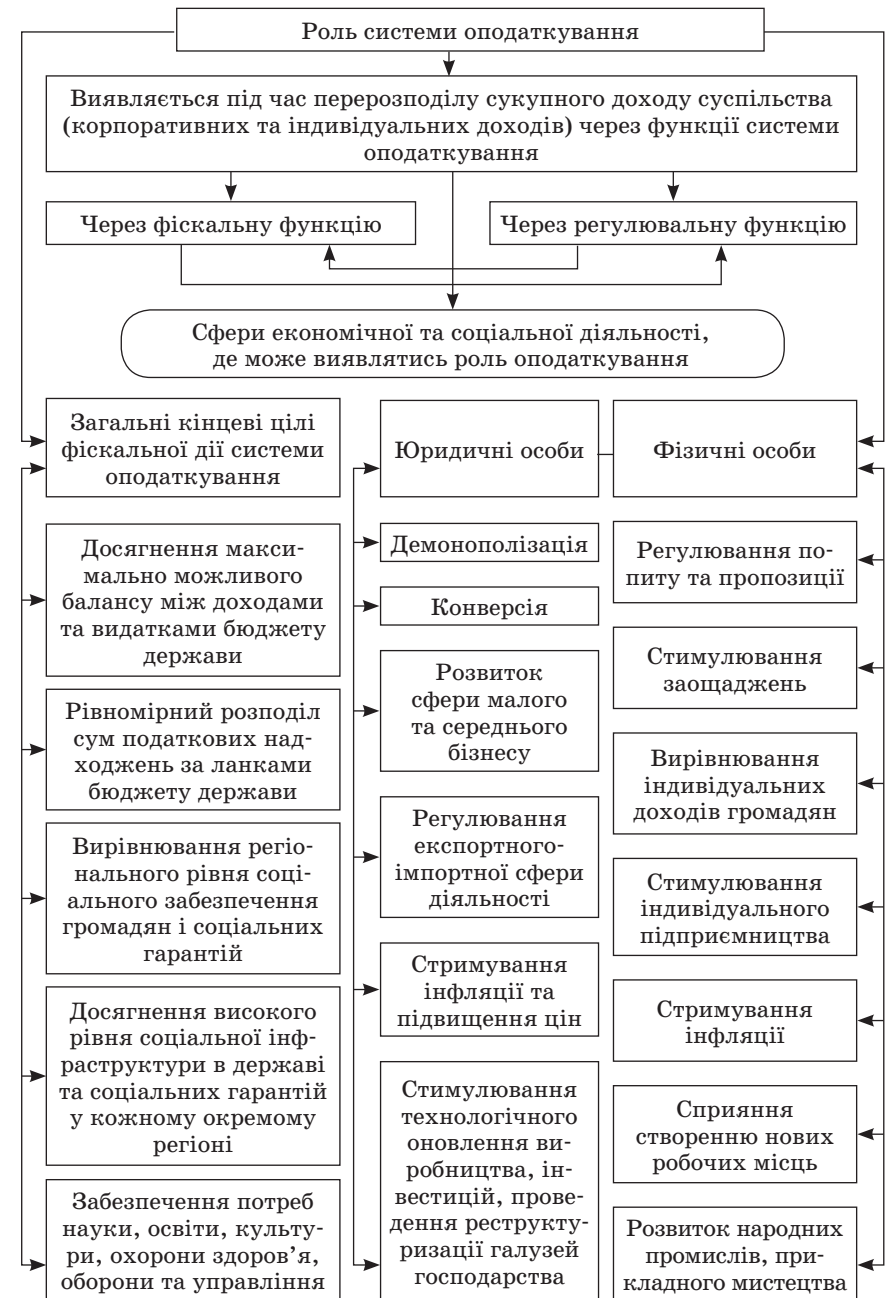 Роль системи оподаткування
Виявляється під час перерозподілу сукупного доходу суспільства
(корпоративних та індивідуальних доходів) через функції системи
оподаткування
Через фіскальну функцію
Через регулювальну функцію
Сфери економічної та соціальної діяльності,
де може виявлятись роль оподаткування
Загальні кінцеві цілі
фіскальної дії системи
оподаткування
Досягнення макси-
мально можливого
балансу між доходами
та видатками бюджету
держави
Рівномірний розподіл
сум податкових над-
ходжень за ланками
бюджету держави
Вирівнювання регіо-
нального рівня соці-
ального забезпечення
громадян і соціальних
гарантій
Досягнення високого
рівня соціальної інф-
раструктури в державі
та соціальних гарантій
у кожному окремому
регіоні
Забезпечення потреб
науки, освіти, культу-
ри, охорони здоров’я,
оборони та управління
Юридичні особи
Демонополізація
Конверсія
Розвиток
сфери малого
та середнього
бізнесу
Регулювання
експортного-
імпортної сфери
діяльності
Стримування
інфляції та
підвищення цін
Стимулювання
технологічного
оновлення ви-
робництва, ін-
вестицій, прове-
дення реструкту-
ризації галузей
господарства
Фізичні особи
Регулювання по-
питу та пропозиції
Стимулювання
заощаджень
Вирівнювання
індивідуальних
доходів громадян
Стимулювання
індивідуального
підприємництва
Стримування
інфляції
Сприяння
створенню нових
робочих місць
Розвиток народних
промислів, при-
кладного мистецтва